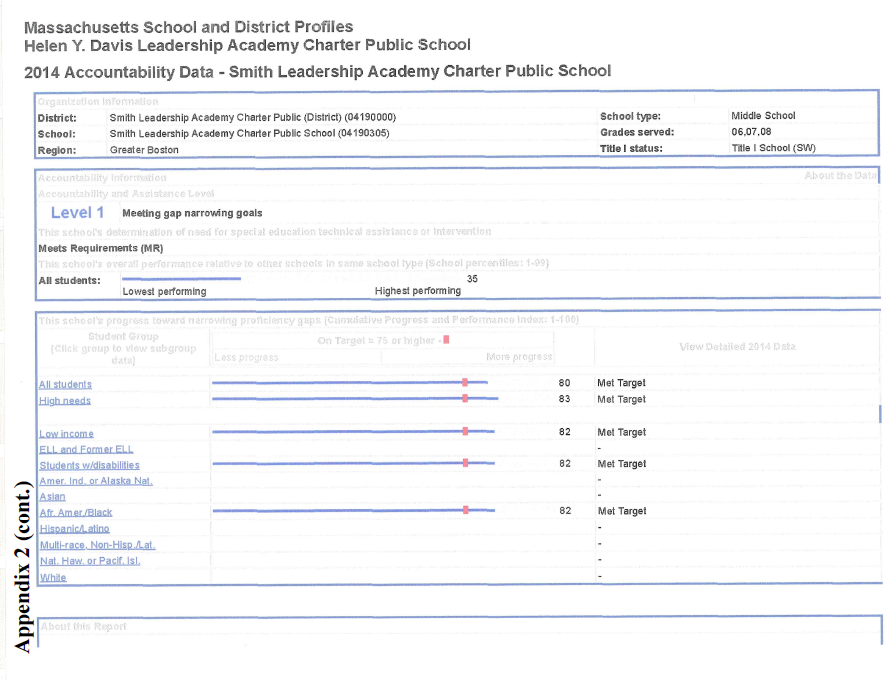 Massachusetts School and District Profiles
Helen Y. Davis Leadership Academy Charter Public School
2014 Accountability Data - Smith Leadership Academy Charter Public School
Organization Information
District: Smith Leadership Academy Charter Public (District) (04190000) School type: Middle School
School: Smith Leadership Academy Charter Public School (04190305) Grades served: 06,07,08
Region: Greater Boston Title I status: Title I School (SW)
Accountability Information About the Data
Accountability and Assistance Level
Level 1 Meeting gap narrowing goals
This school's determination of need for special education technical assistance or intervention
Meets Requirements (MR)
This school's overall performance relative to other schools in same school type (School percentiles: 1-99)
All students: 35
Lowest performing Highest performing
This school's progress toward narrowing proficiency gaps (Cumulative Progress and Performance Index: 1-100)
Student Group
(Click group to view subgroup data)
On Target = 75 or higher -
Less progress More progress
View Detailed 2014 Data
All students 80 Met Target
High needs 83 Met Target
Low income 82 Met Target
ELL and Former ELL -
Students w/disabilities 82 Met Target
Amer. Ind. or Alaska Nat. -
Asian -
Afr. Amer./Black 82 Met Target
Hispanic/Latino -
Multi-race, Non-Hisp./Lat. -
Nat. Haw. or Pacif. Isl. -
White -
About this Report
Appendix 2 (cont.)